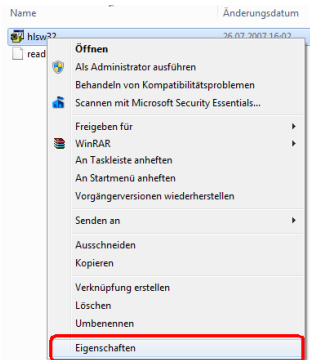 Name Änderungsdatum
hlsw32 26.07.2007 16:02
read
Öffnen
Als Administrator ausführen
Behandeln von Kompatibilitätsproblemen
Scannen mit Microsoft Security Essentials...
Freigeben für
WinRAR
An Taskleiste anheften
An Startmenü anheften
Vorgängerversionen wiederherstellen
Senden an
Ausschneiden
Kopieren
Verknüpfung erstellen
Löschen
Umbenennen
Eigenschaften